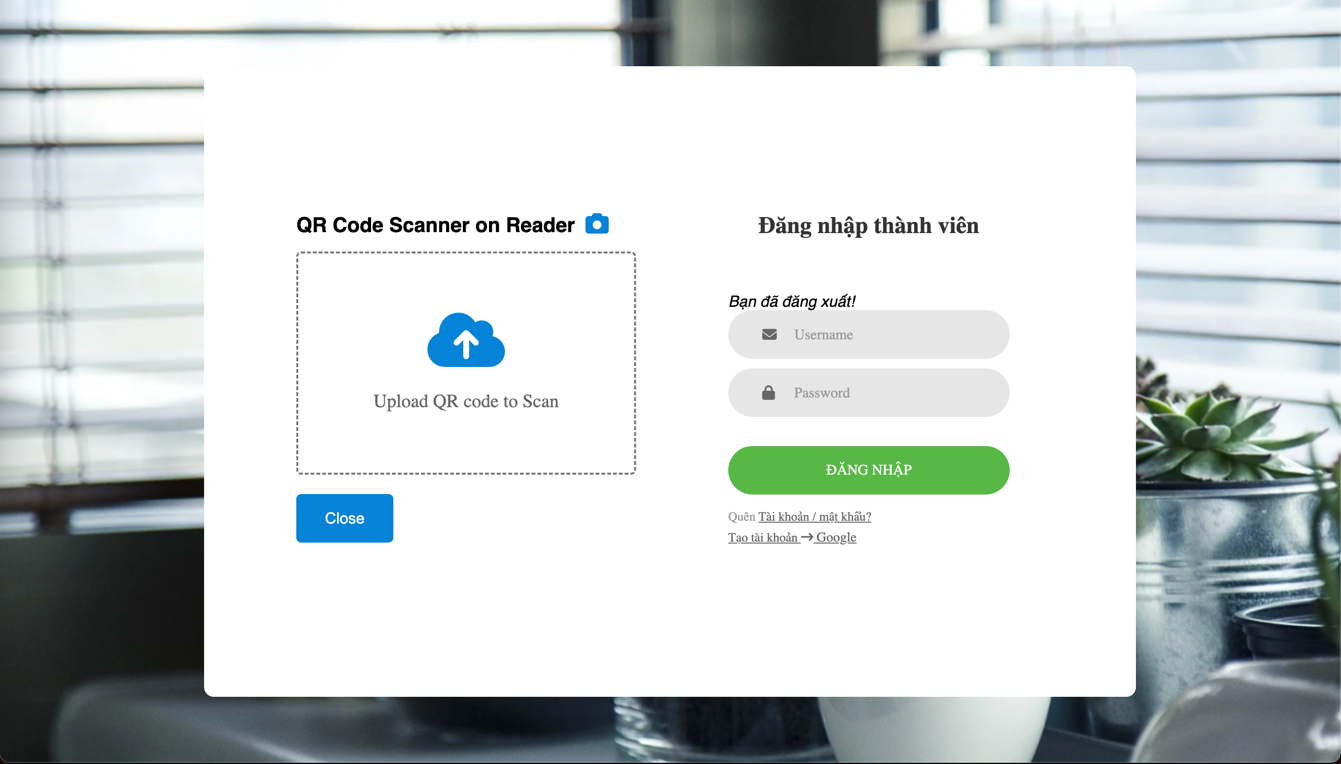 QR Code Scanner on Reader
Upload QR code to Scan
Close
Đăng nhập thành viên
Bạn đã đăng xuất!
Username
Password
ĐĂNG NHẬP
Quên Tài khoản / mật khẩu?
Tạo tài khoản → Google